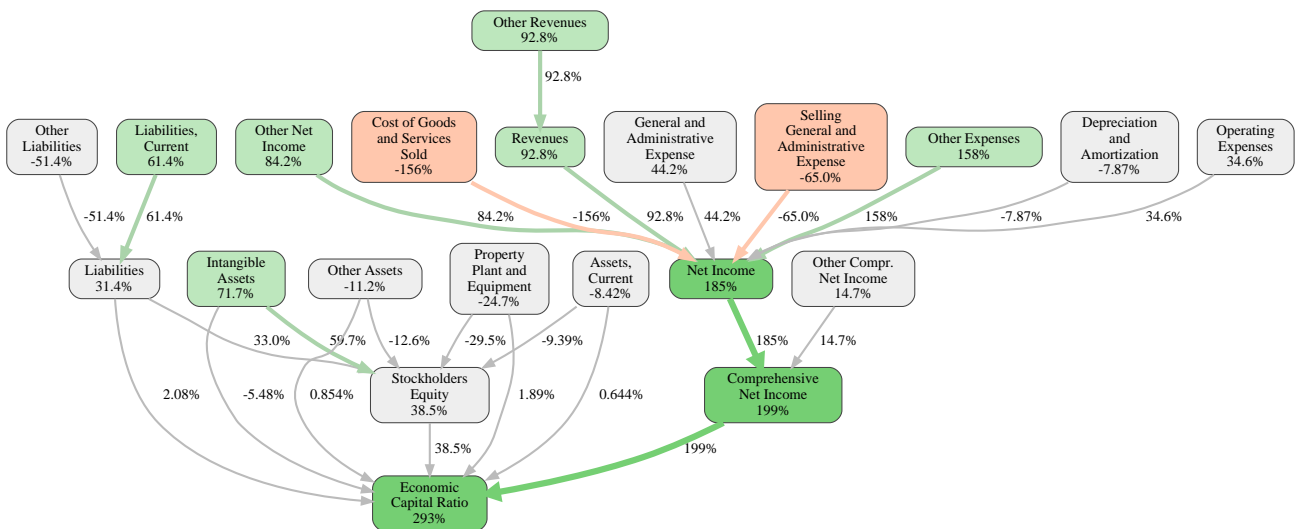 Other Revenues
92.8%
92.8%
Other
Liabilities
-51.4%
Liabilities,
Current
61.4%
Other Net
Income
84.2%
Cost of Goods
and Services
Sold
-156%
Revenues
92.8%
General and
Administrative
Expense
44.2%
Selling
General and
Administrative
Expense
-65.0%
Other Expenses
158%
Depreciation
and
Amortization
-7.87%
Operating
Expenses
34.6%
-51.4%
61.4%
84.2%
-156%
92.8%
44.2%
-65.0%
158%
-7.87%
34.6%
Liabilities
31.4%
Intangible
Assets
71.7%
Other Assets
-11.2%
Property
Plant and
Equipment
-24.7%
Assets,
Current
-8.42%
Net Income
185%
Other Compr.
Net Income
14.7%
33.0%
59.7%
-12.6%
-29.5%
-9.39%
185%
14.7%
2.08%
-5.48%
0.854%
Stockholders
Equity
38.5%
1.89%
0.644%
Comprehensive
Net Income
199%
38.5%
199%
Economic
Capital Ratio
293%